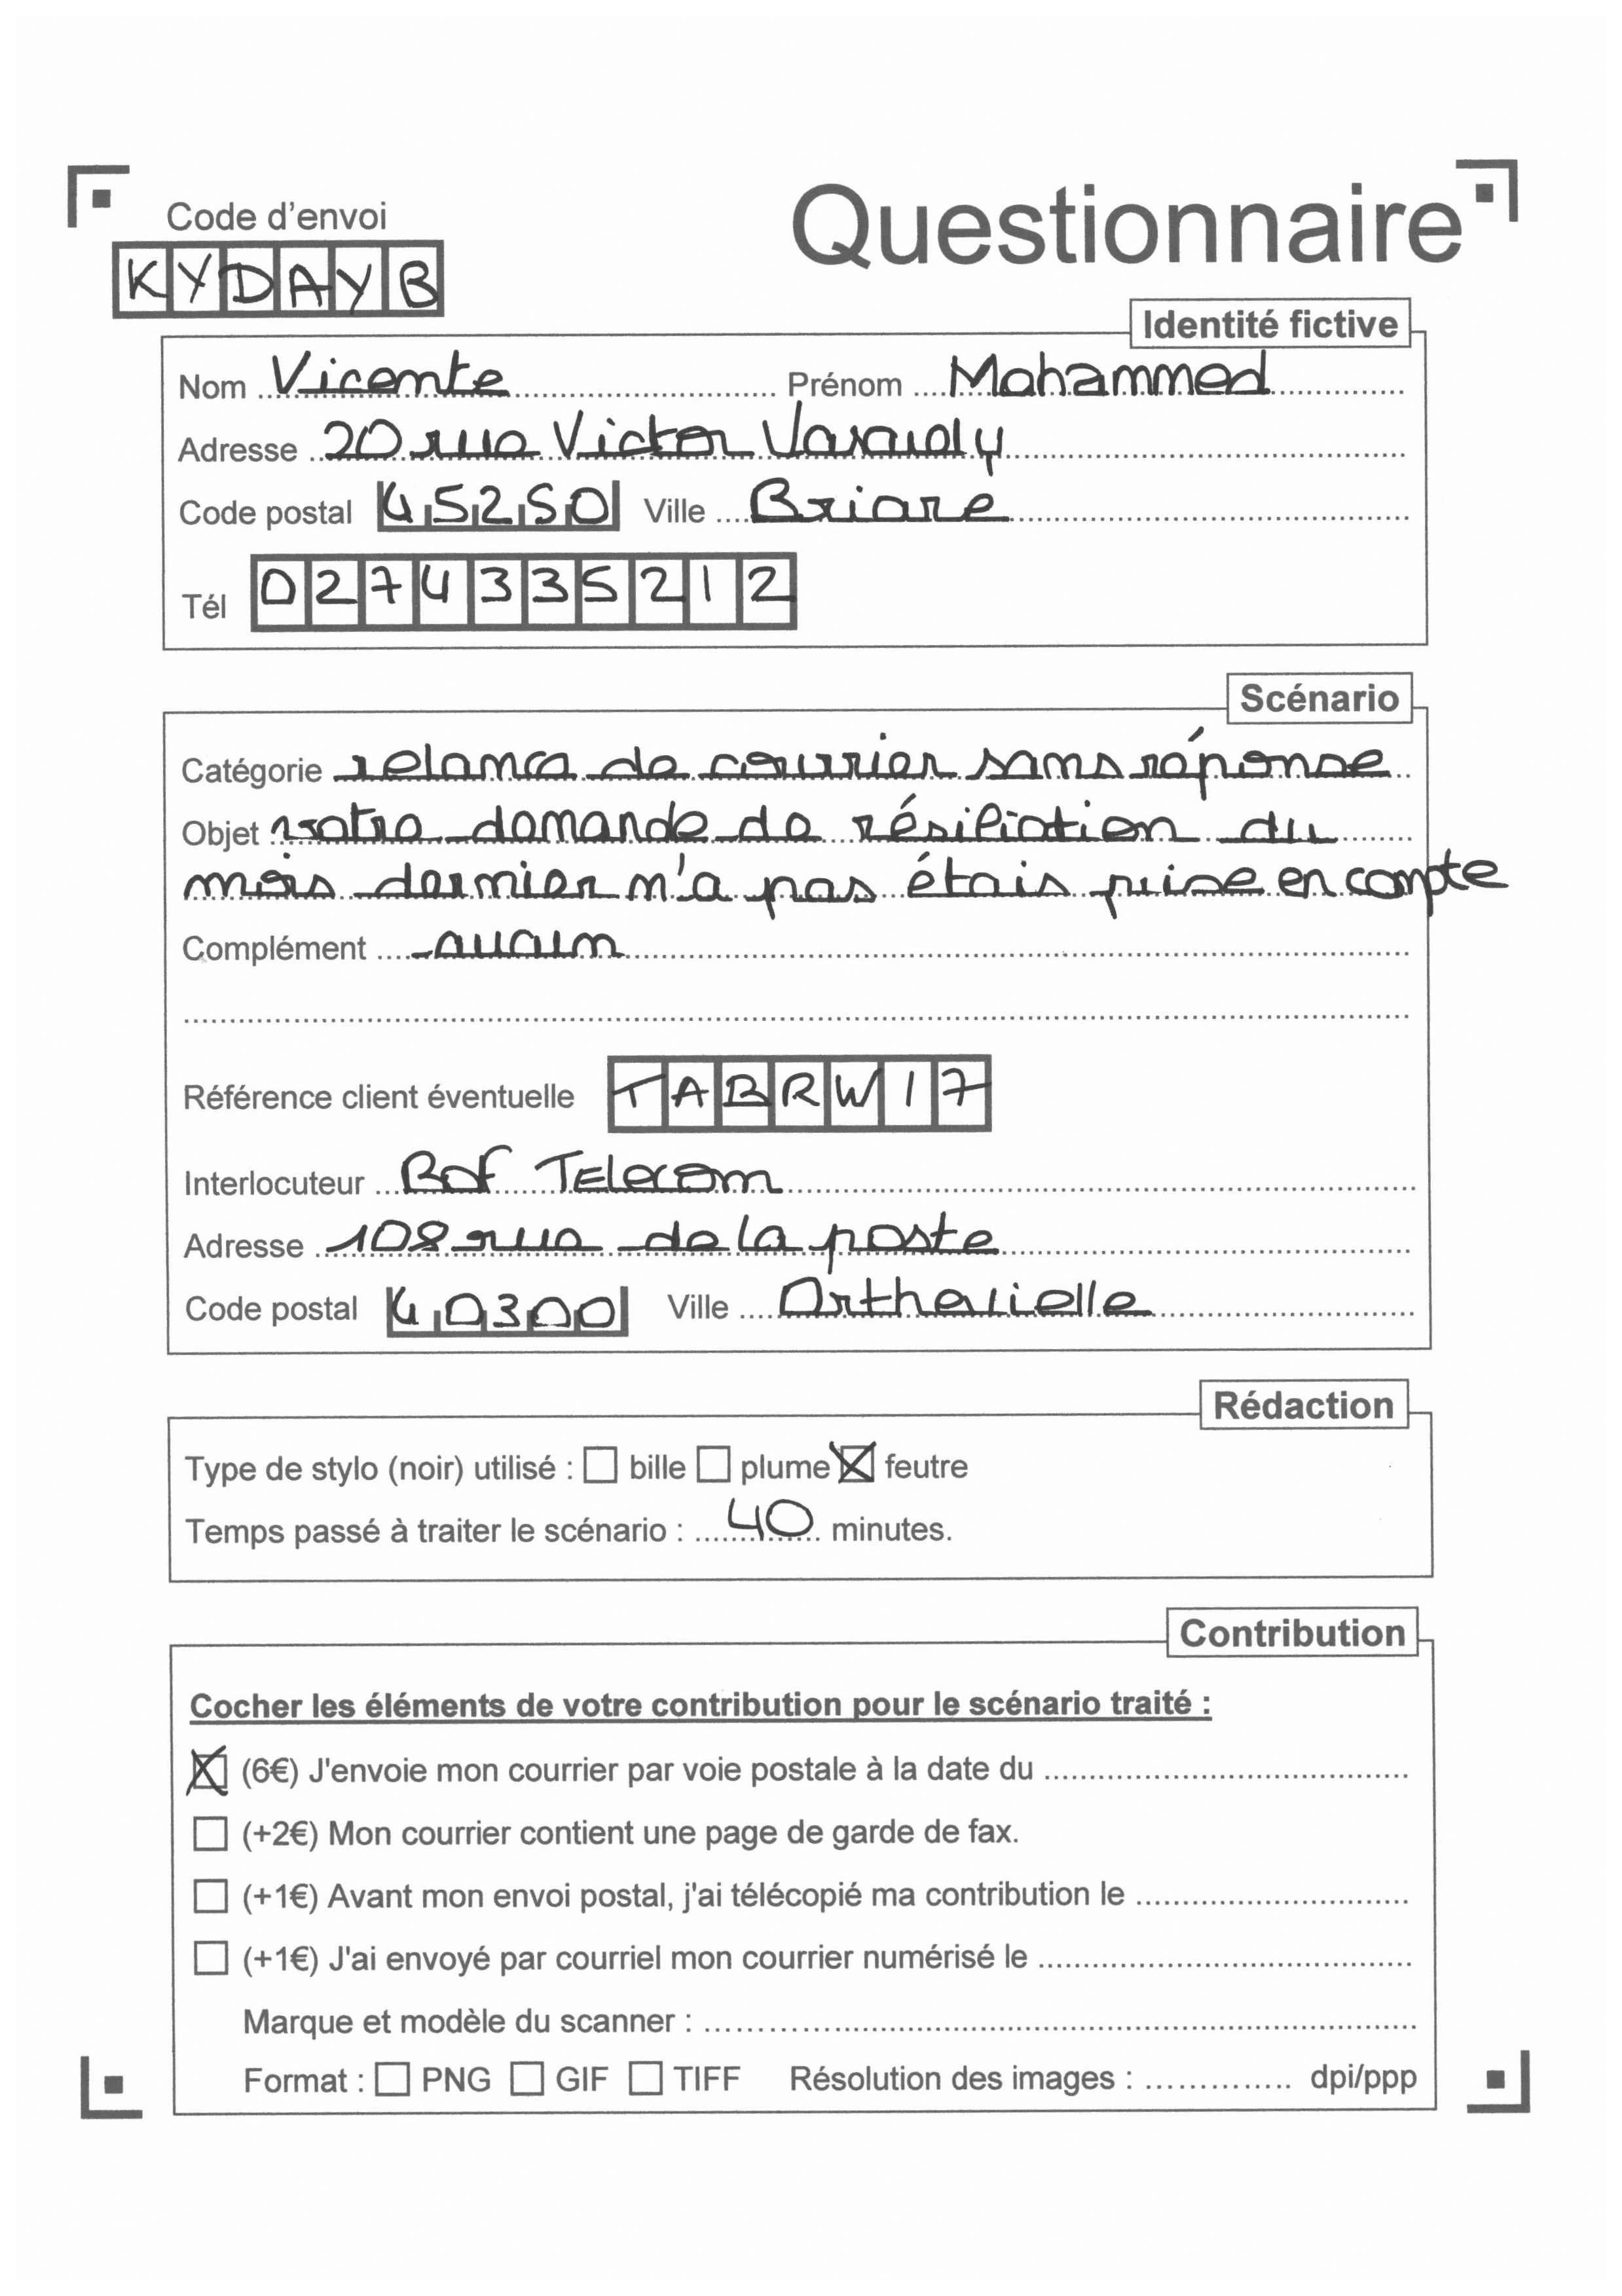 Code d'envoi
Questionnaire
KYDAYB
Identité fictive
Nom Vicente Prénom Mohammed
Adresse 20 rue Victor Vasarely
Code postal 45250 Ville Briare
Tél 0274335212
Scénario
Catégorie relance de courrier sans réponse
Objet votre demande de résiliation du
mois dernier n'a pas étais prise en compte
Complément aucun
Référence client éventuelle TABRW17
Interlocuteur Bof TElecom
Adresse 108 rue de la poste
Code postal 40300 Ville Orthevielle
Rédaction
Type de stylo (noir) utilisé : bille plume feutre
Temps passé à traiter le scénario : 40 minutes.
Contribution
Cocher les éléments de votre contribution pour le scénario traité :
(6€) J'envoie mon courrier par voie postale à la date du
(+2€) Mon courrier contient une page de garde de fax.
(+1€) Avant mon envoi postal, j'ai télécopié ma contribution le
(+1€) J'ai envoyé par courriel mon courrier numérisé le
Marque et modèle du scanner :
Format : PNG GIF TIFF Résolution des images : dpi/ppp